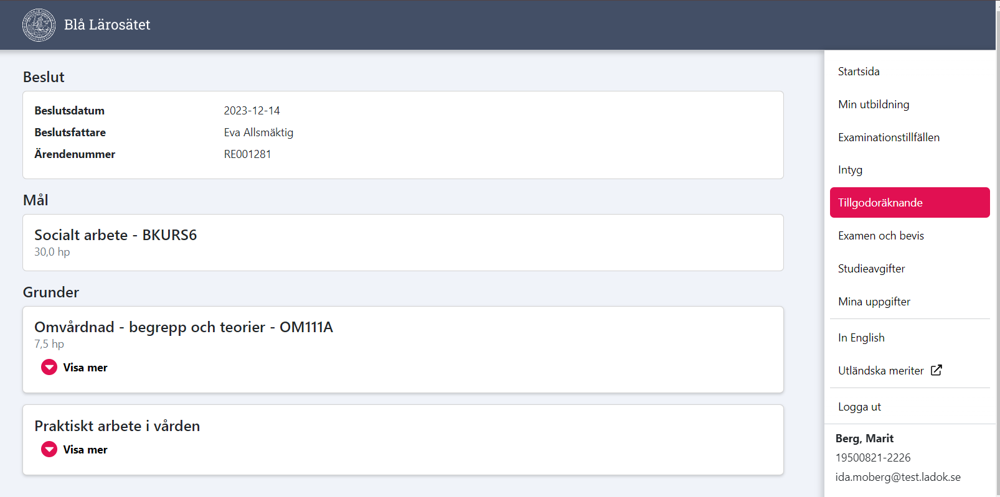 Blå Lärosätet
Beslut
Beslutsdatum 2023-12-14
Beslutsfattare Eva Allsmäktig
Ärendenummer RE001281
Mål
Socialt arbete - BKURS6
30,0 hp
Grunder
Omvårdnad - begrepp och teorier - OM111A
7,5 hp
Visa mer
Praktiskt arbete i vården
Visa mer
Startsida
Min utbildning
Examinationstillfällen
Intyg
Tillgodoräknande
Examen och bevis
Studieavgifter
Mina uppgifter
In English
Utländska meriter
Logga ut
Berg, Marit
19500821-2226
ida.moberg@test.ladok.se